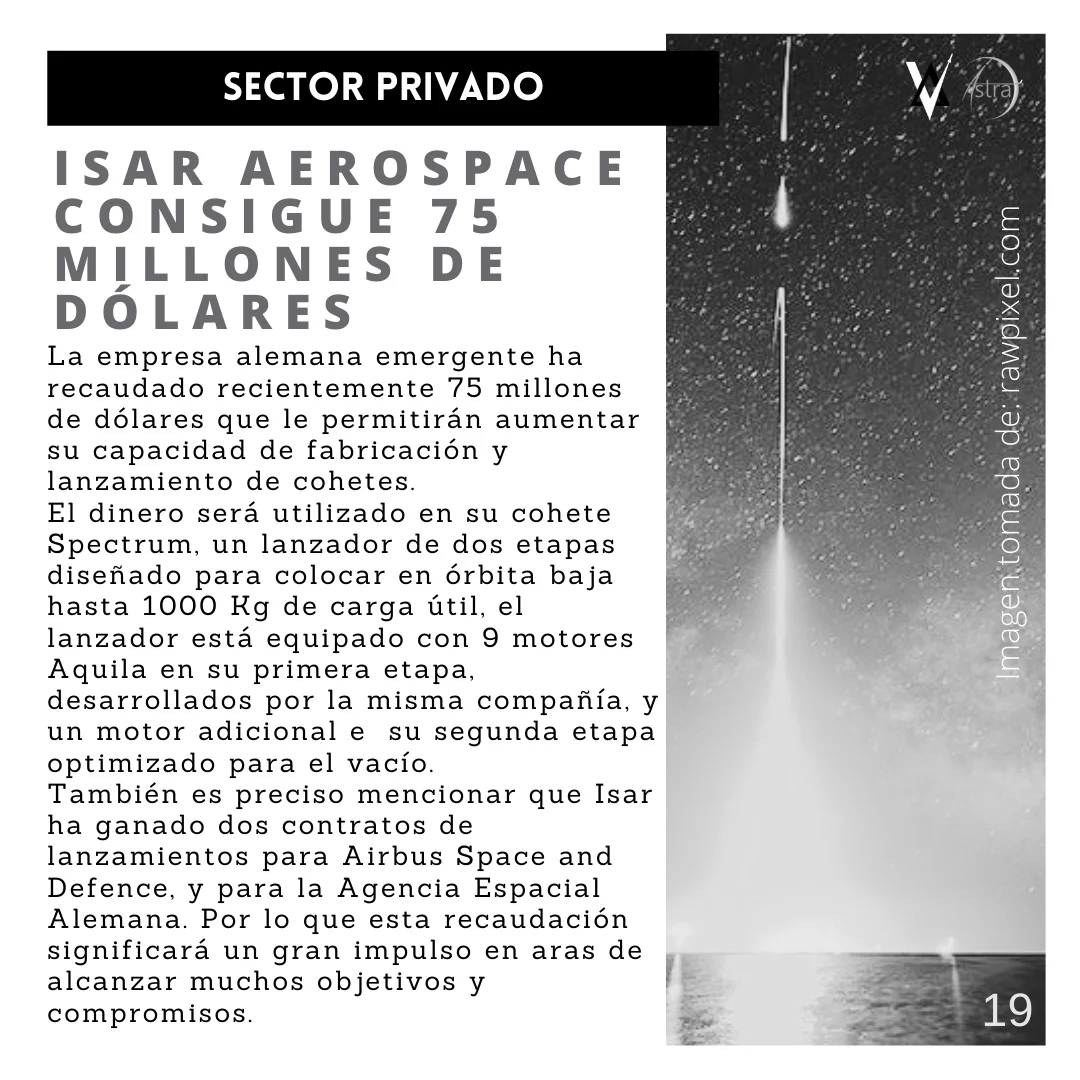 SECTOR PRIVADO
ISAR AEROSPACE
CONSIGUE 75
MILLONES DE
DÓLARES
La empresa alemana emergente ha
recaudado recientemente 75 millones
de dólares que le permitirán aumentar
su capacidad de fabricación y
lanzamiento de cohetes.
El dinero será utilizado en su cohete
Spectrum, un lanzador de dos etapas
diseñado para colocar en órbita baja
hasta 1000 Kg de carga útil, el
lanzador está equipado con 9 motores
Aquila en su primera etapa,
desarrollados por la misma compañía, y
un motor adicional e  su segunda etapa
optimizado para el vacío.
También es preciso mencionar que Isar
ha ganado dos contratos de
lanzamientos para Airbus Space and
Defence, y para la Agencia Espacial
Alemana. Por lo que esta recaudación
significará un gran impulso en aras de
alcanzar muchos objetivos y
compromisos.
Astra
Imagen tomada de: rawpixel.com
19